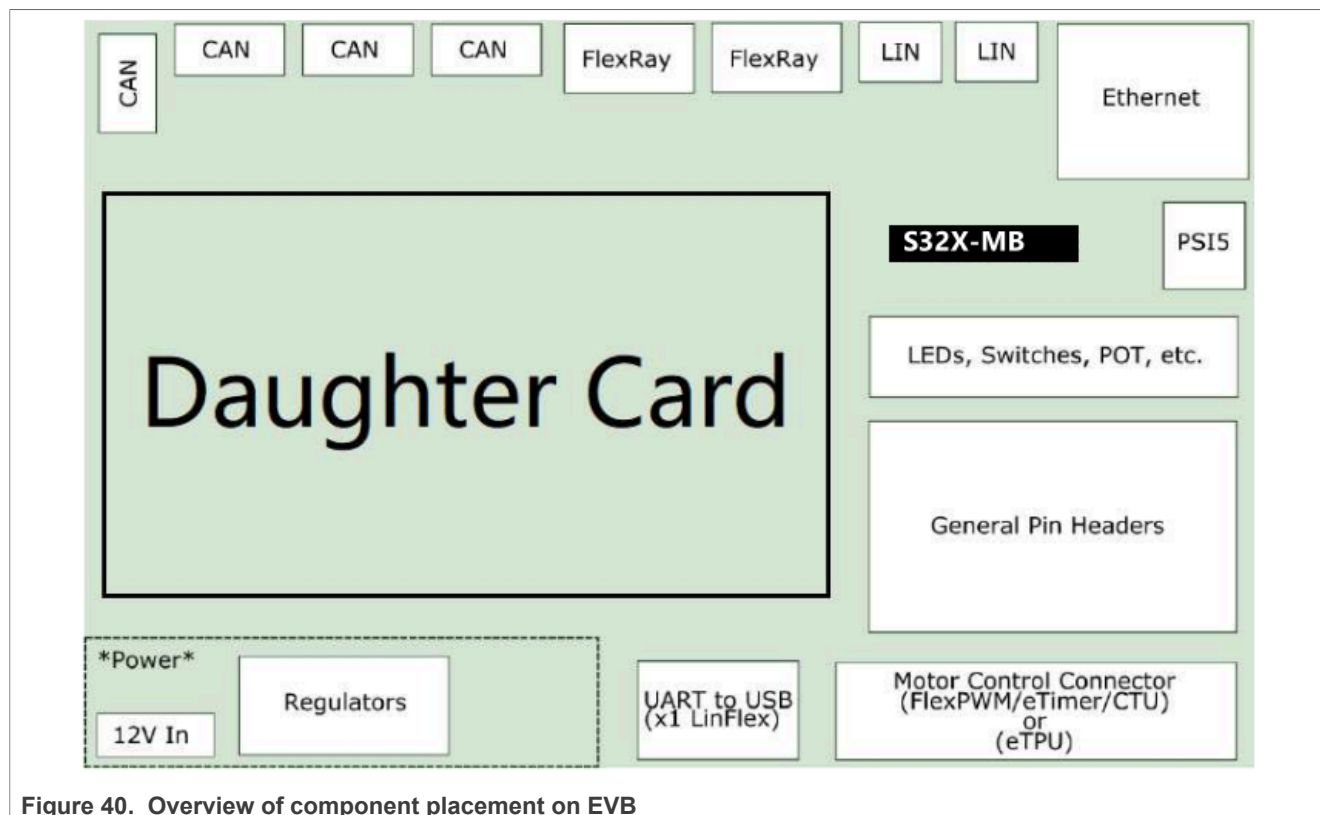 CAN
CAN
CAN
CAN
FlexRay
FlexRay
LIN
LIN
Ethernet
S32X-MB
PSI5
Daughter Card
LEDs, Switches, POT, etc.
General Pin Headers
*Power*
12V In
Regulators
UART to USB
(x1 LinFlex)
Motor Control Connector
(FlexPWM/eTimer/CTU)
or
(eTPU)
Figure 40. Overview of component placement on EVB